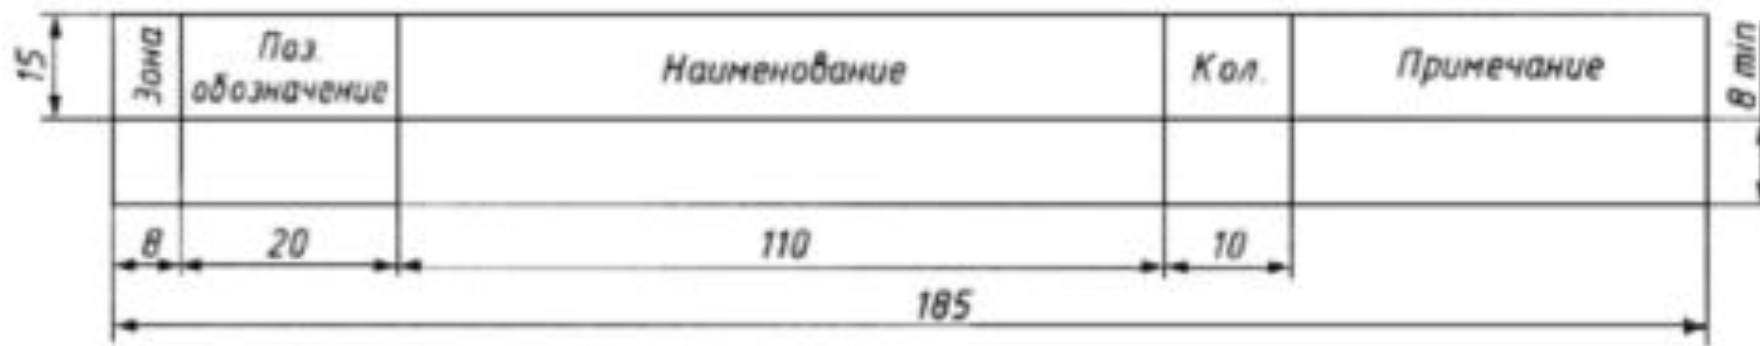 15
Зона
Поз.
обозначение
Наименование
Кол.
Примечание
8 min
8
20
110
10
185